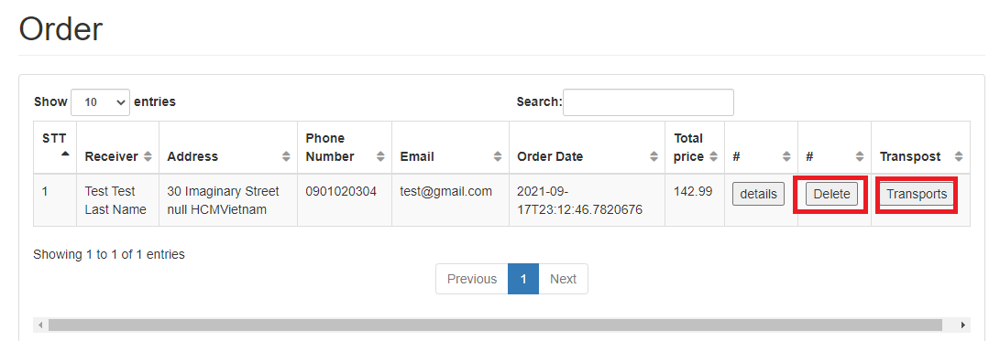 Order
Show 10 entries Search:
STT Receiver Address Phone Number Email Order Date Total price # # Transpost
1 Test Test Last Name 30 Imaginary Street null HCMVietnam 0901020304 test@gmail.com 2021-09-17T23:12:46.7820676 142.99 details Delete Transports
Showing 1 to 1 of 1 entries
Previous 1 Next